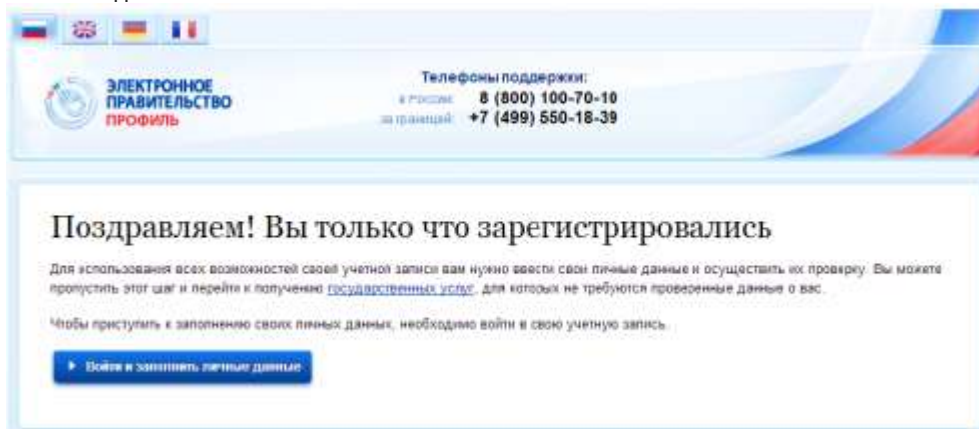 ЭЛЕКТРОННОЕ
ПРАВИТЕЛЬСТВО
ПРОФИЛЬ
Телефоны поддержки:
в России: 8 (800) 100-70-10
за границей: +7 (499) 550-18-39
Поздравляем! Вы только что зарегистрировались
Для использования всех возможностей своей учетной записи вам нужно ввести свои личные данные и осуществить их проверку. Вы можете
пропустить этот шаг и перейти к получению государственных услуг, для которых не требуются проверенные данные о вас.
Чтобы приступить к заполнению своих личных данных, необходимо войти в свою учетную запись.
Войти и заполнить личные данные